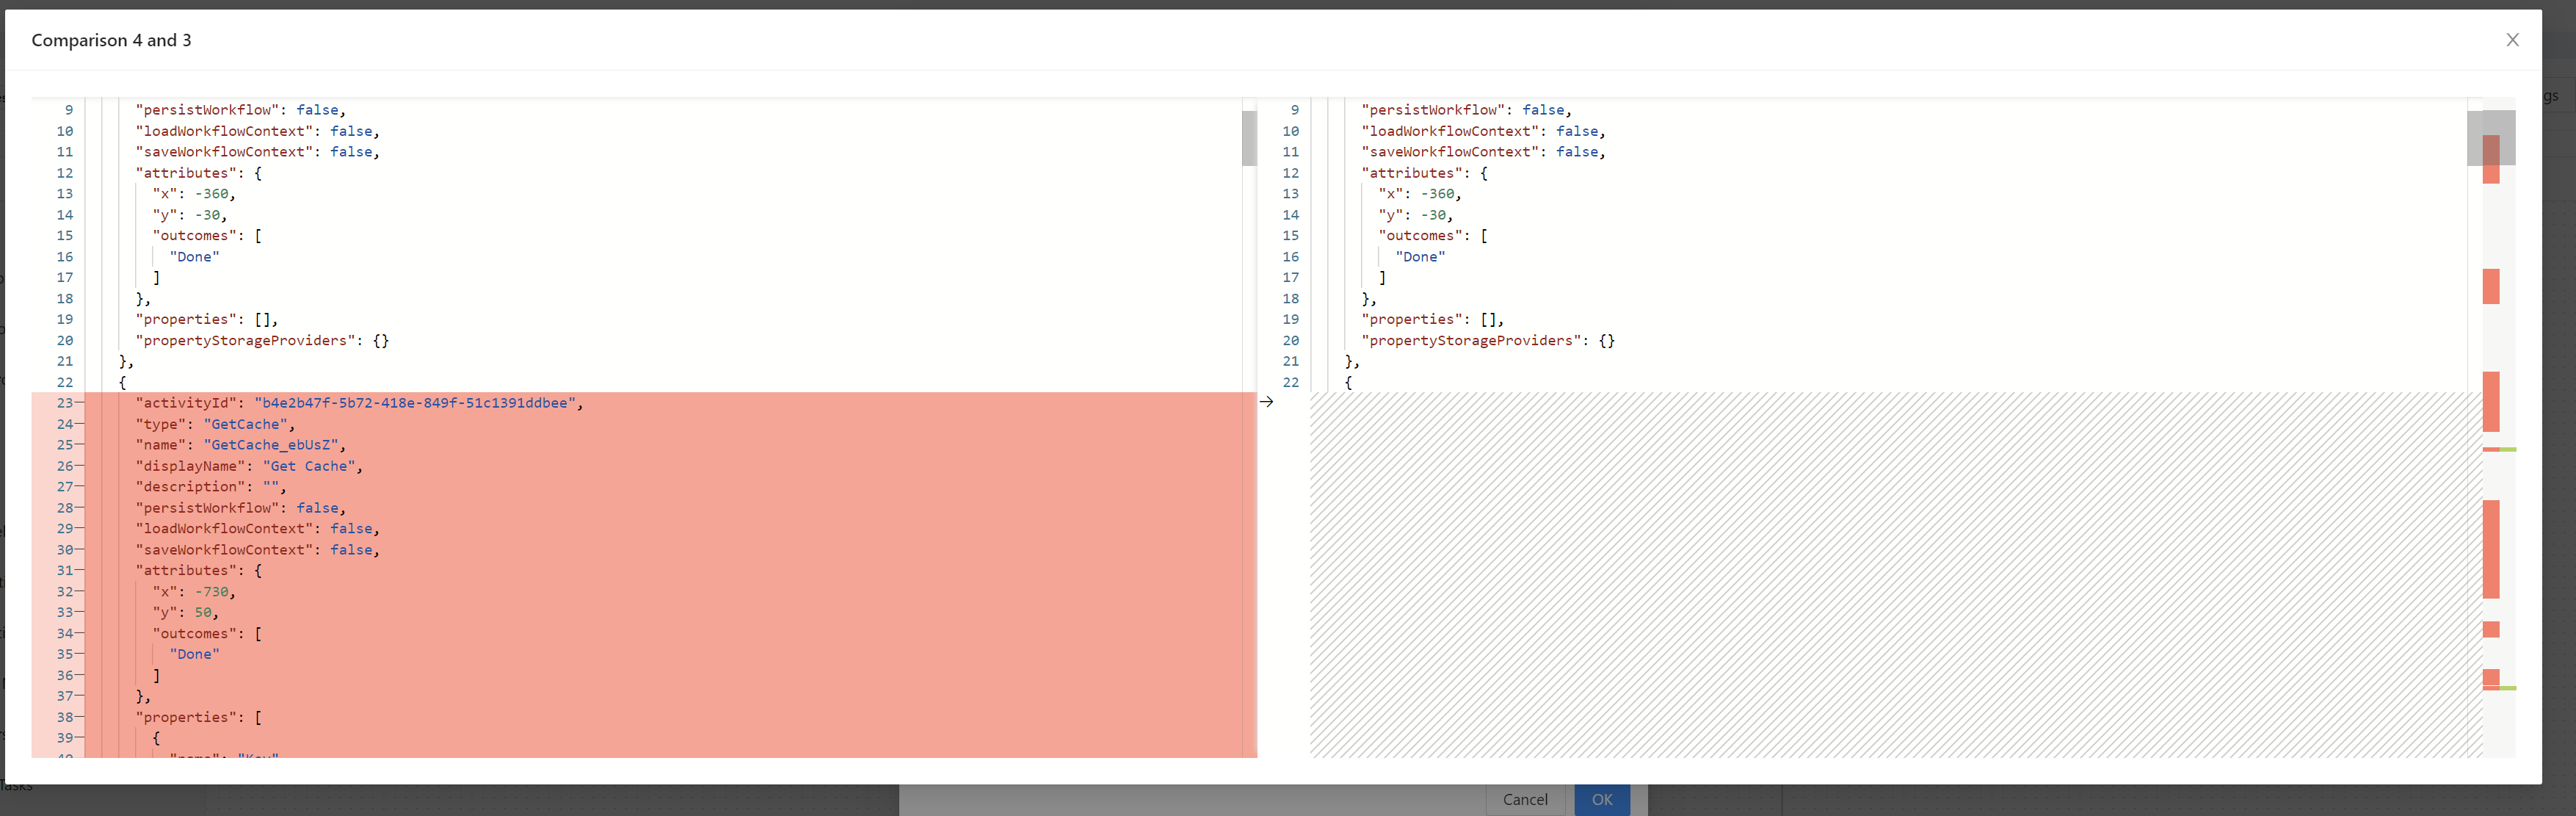 Comparison 4 and 3
9 "persistWorkflow": false,
10 "loadWorkflowContext": false,
11 "saveWorkflowContext": false,
12 "attributes": {
13 "x": -360,
14 "y": -30,
15 "outcomes": [
16 "Done"
17 ]
18 },
19 "properties": [],
20 "propertyStorageProviders": {}
21 },
22 {
23 "activityId": "b4e2b47f-5b72-418e-849f-51c1391ddbee",
24 "type": "GetCache",
25 "name": "GetCache_ebUsZ",
26 "displayName": "Get Cache",
27 "description": "",
28 "persistWorkflow": false,
29 "loadWorkflowContext": false,
30 "saveWorkflowContext": false,
31 "attributes": {
32 "x": -730,
33 "y": 50,
34 "outcomes": [
35 "Done"
36 ]
37 },
38 "properties": [
39 {
9 "persistWorkflow": false,
10 "loadWorkflowContext": false,
11 "saveWorkflowContext": false,
12 "attributes": {
13 "x": -360,
14 "y": -30,
15 "outcomes": [
16 "Done"
17 ]
18 },
19 "properties": [],
20 "propertyStorageProviders": {}
21 },
22 {
Cancel
OK